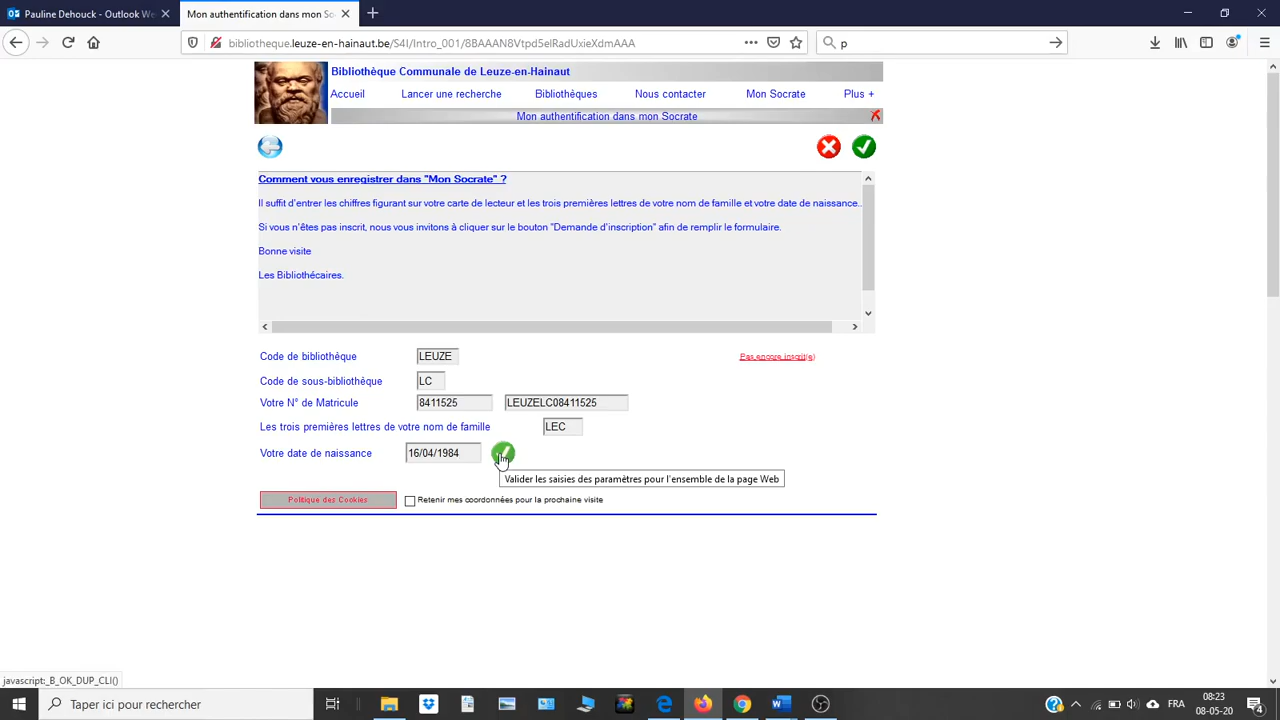 Pauline Dehouck - Outlook We
Mon authentification dans mon So
bibliotheque.leuze-en-hainaut.be/S4I/Intro_001/8BAAAN8Vtpd5elRadUxieXdmAAA
p
Bibliothèque Communale de Leuze-en-Hainaut
Accueil Lancer une recherche Bibliothèques Nous contacter Mon Socrate Plus +
Mon authentification dans mon Socrate
Comment vous enregistrer dans "Mon Socrate" ?
Il suffit d'entrer les chiffres figurant sur votre carte de lecteur et les trois premières lettres de votre nom de famille et votre date de naissance..
Si vous n'êtes pas inscrit, nous vous invitons à cliquer sur le bouton "Demande d'inscription" afin de remplir le formulaire.
Bonne visite
Les Bibliothécaires.
Code de bibliothèque LEUZE Pas encore inscrit(e)
Code de sous-bibliothèque LC
Votre N° de Matricule 8411525 LEUZELC08411525
Les trois premières lettres de votre nom de famille LEC
Votre date de naissance 16/04/1984
Valider les saisies des paramètres pour l'ensemble de la page Web
Politique des Cookies Retenir mes coordonnées pour la prochaine visite
javascript:_B_OK_DUP_CLI()
Taper ici pour rechercher
FRA
08:23
08-05-20
4